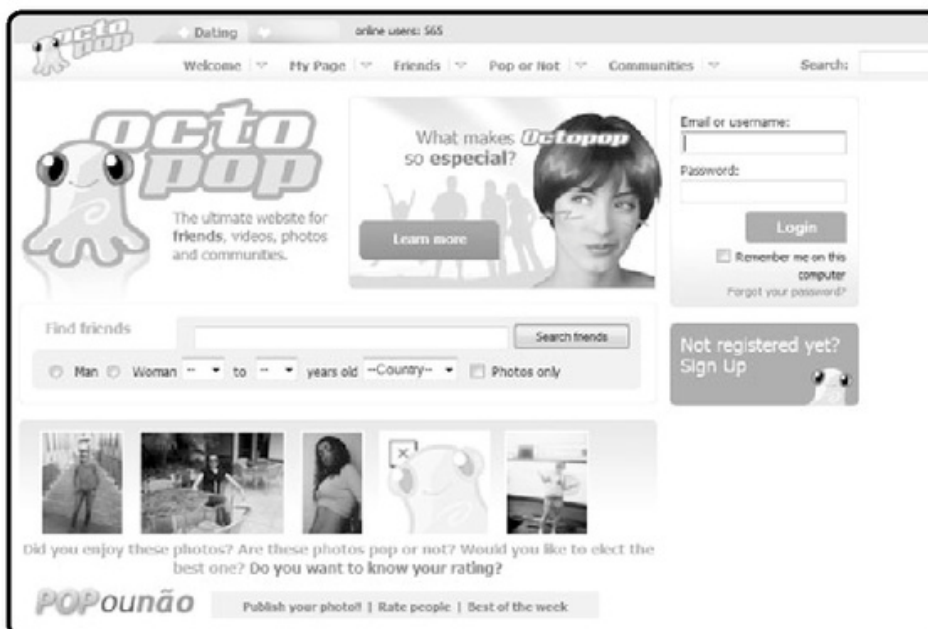 octo
pop
Dating
online users: 565
Welcome
My Page
Friends
Pop or Not
Communities
Search:
octo
pop
The ultimate website for
friends, videos, photos
and communities.
What makes Octopop
so especial?
Learn more
Email or username:
Password:
Login
Remember me on this
computer
Forgot your password?
Find friends
Search friends
Man Woman -- to -- years old --Country-- Photos only
Not registered yet?
Sign Up
Did you enjoy these photos? Are these photos pop or not? Would you like to elect the
best one? Do you want to know your rating?
POPounão
Publish your photo!! | Rate people | Best of the week